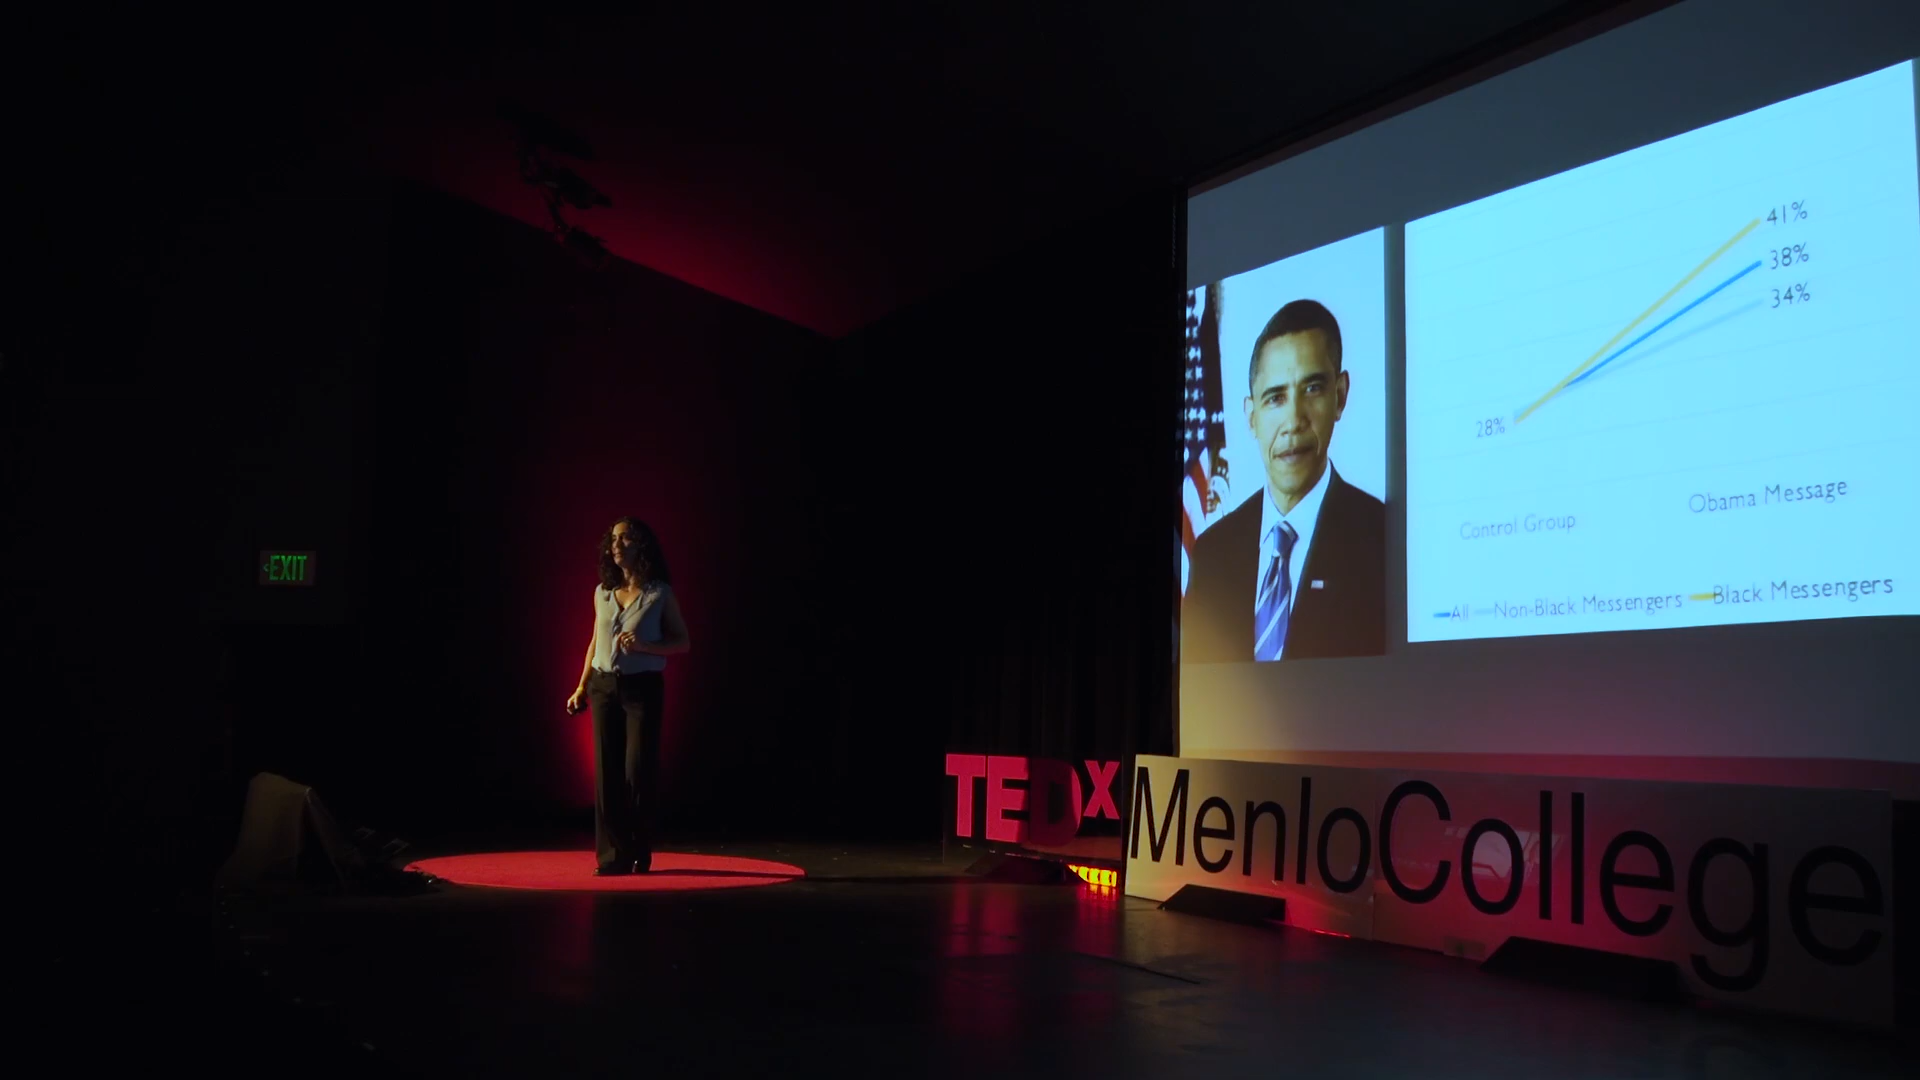 EXIT
41%
38%
34%
28%
Obama Message
Control Group
All Non-Black Messengers Black Messengers
TEDx
MenloCollege